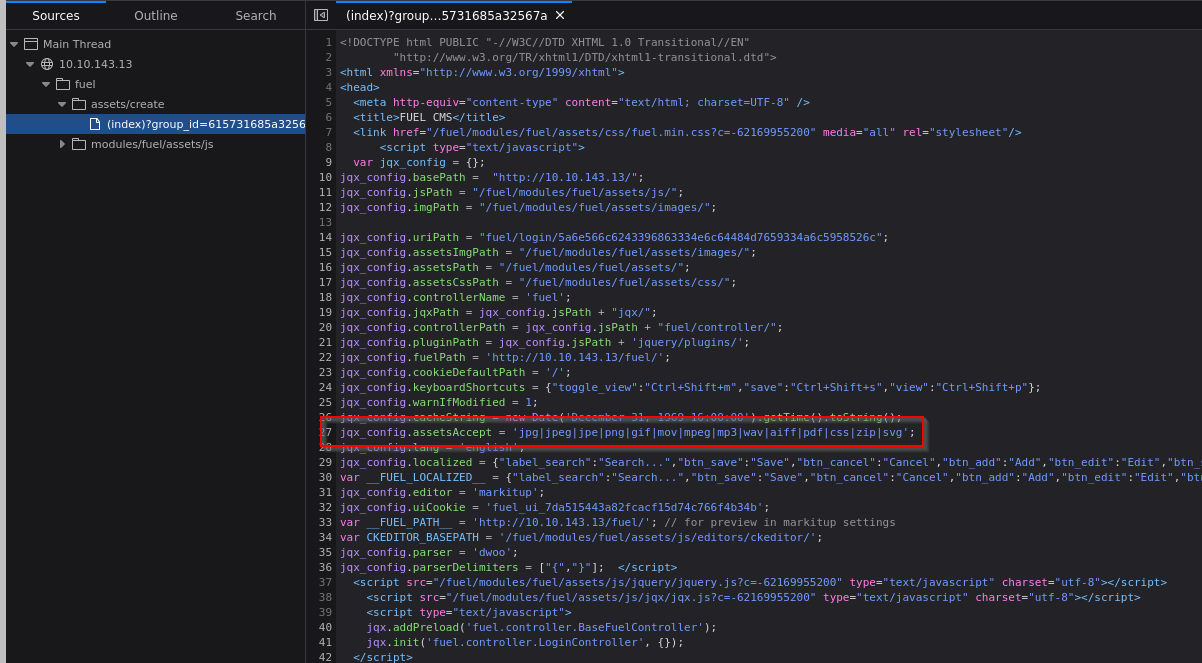 Sources Outline Search (index)?group…5731685a32567a ×
Main Thread
10.10.143.13
fuel
assets/create
(index)?group_id=615731685a3256
modules/fuel/assets/js
1 <!DOCTYPE html PUBLIC "-//W3C//DTD XHTML 1.0 Transitional//EN"
2 "http://www.w3.org/TR/xhtml1/DTD/xhtml1-transitional.dtd">
3 <html xmlns="http://www.w3.org/1999/xhtml">
4 <head>
5 <meta http-equiv="content-type" content="text/html; charset=UTF-8" />
6 <title>FUEL CMS</title>
7 <link href="/fuel/modules/fuel/assets/css/fuel.min.css?c=-62169955200" media="all" rel="stylesheet"/>
8 <script type="text/javascript">
9 var jqx_config = {};
10 jqx_config.basePath = "http://10.10.143.13/";
11 jqx_config.jsPath = "/fuel/modules/fuel/assets/js/";
12 jqx_config.imgPath = "/fuel/modules/fuel/assets/images/";
13
14 jqx_config.uriPath = "fuel/login/5a6e566c6243396863334e6c64484d7659334a6c5958526c";
15 jqx_config.assetsImgPath = "/fuel/modules/fuel/assets/images/";
16 jqx_config.assetsPath = "/fuel/modules/fuel/assets/";
17 jqx_config.assetsCssPath = "/fuel/modules/fuel/assets/css/";
18 jqx_config.controllerName = 'fuel';
19 jqx_config.jqxPath = jqx_config.jsPath + "jqx/";
20 jqx_config.controllerPath = jqx_config.jsPath + "fuel/controller/";
21 jqx_config.pluginPath = jqx_config.jsPath + 'jquery/plugins/';
22 jqx_config.fuelPath = 'http://10.10.143.13/fuel/';
23 jqx_config.cookieDefaultPath = '/';
24 jqx_config.keyboardShortcuts = {"toggle_view":"Ctrl+Shift+m","save":"Ctrl+Shift+s","view":"Ctrl+Shift+p"};
25 jqx_config.warnIfModified = 1;
26 jqx_config.cacheString = new Date('December 31, 1969 16:00:00').getTime().toString();
27 jqx_config.assetsAccept = 'jpg|jpeg|jpe|png|gif|mov|mpeg|mp3|wav|aiff|pdf|css|zip|svg';
28 jqx_config.lang = 'english';
29 jqx_config.localized = {"label_search":"Search...","btn_save":"Save","btn_cancel":"Cancel","btn_add":"Add","btn_edit":"Edit","btn_s
30 var __FUEL_LOCALIZED__ = {"label_search":"Search...","btn_save":"Save","btn_cancel":"Cancel","btn_add":"Add","btn_edit":"Edit","bt
31 jqx_config.editor = 'markitup';
32 jqx_config.uiCookie = 'fuel_ui_7da515443a82fcacf15d74c766f4b34b';
33 var __FUEL_PATH__ = 'http://10.10.143.13/fuel/'; // for preview in markitup settings
34 var CKEDITOR_BASEPATH = '/fuel/modules/fuel/assets/js/editors/ckeditor/';
35 jqx_config.parser = 'dwoo';
36 jqx_config.parserDelimiters = ["{","}"]; </script>
37 <script src="/fuel/modules/fuel/assets/js/jquery/jquery.js?c=-62169955200" type="text/javascript" charset="utf-8"></script>
38 <script src="/fuel/modules/fuel/assets/js/jqx/jqx.js?c=-62169955200" type="text/javascript" charset="utf-8"></script>
39 <script type="text/javascript">
40 jqx.addPreload('fuel.controller.BaseFuelController');
41 jqx.init('fuel.controller.LoginController', {});
42 </script>